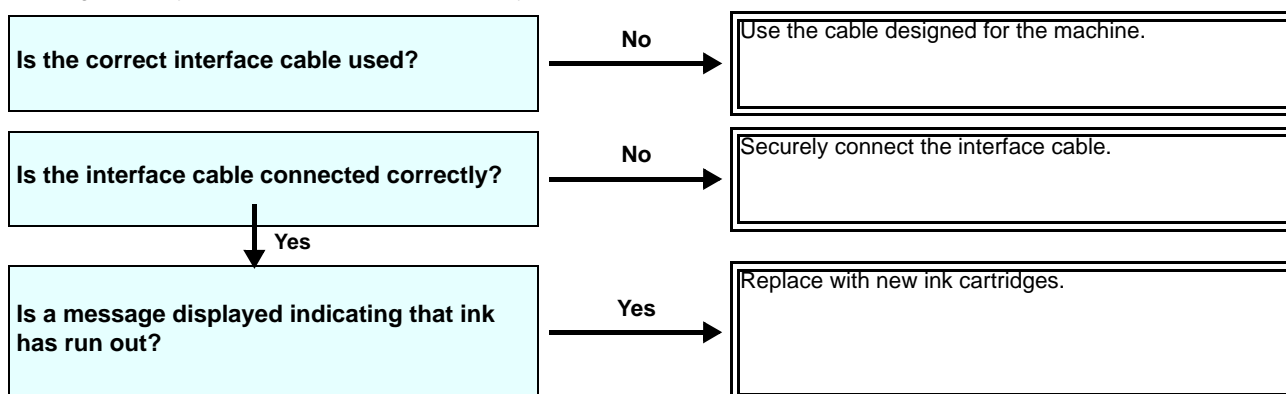 Is the correct interface cable used?
No
Use the cable designed for the machine.
Is the interface cable connected correctly?
No
Securely connect the interface cable.
Yes
Is a message displayed indicating that ink
has run out?
Yes
Replace with new ink cartridges.